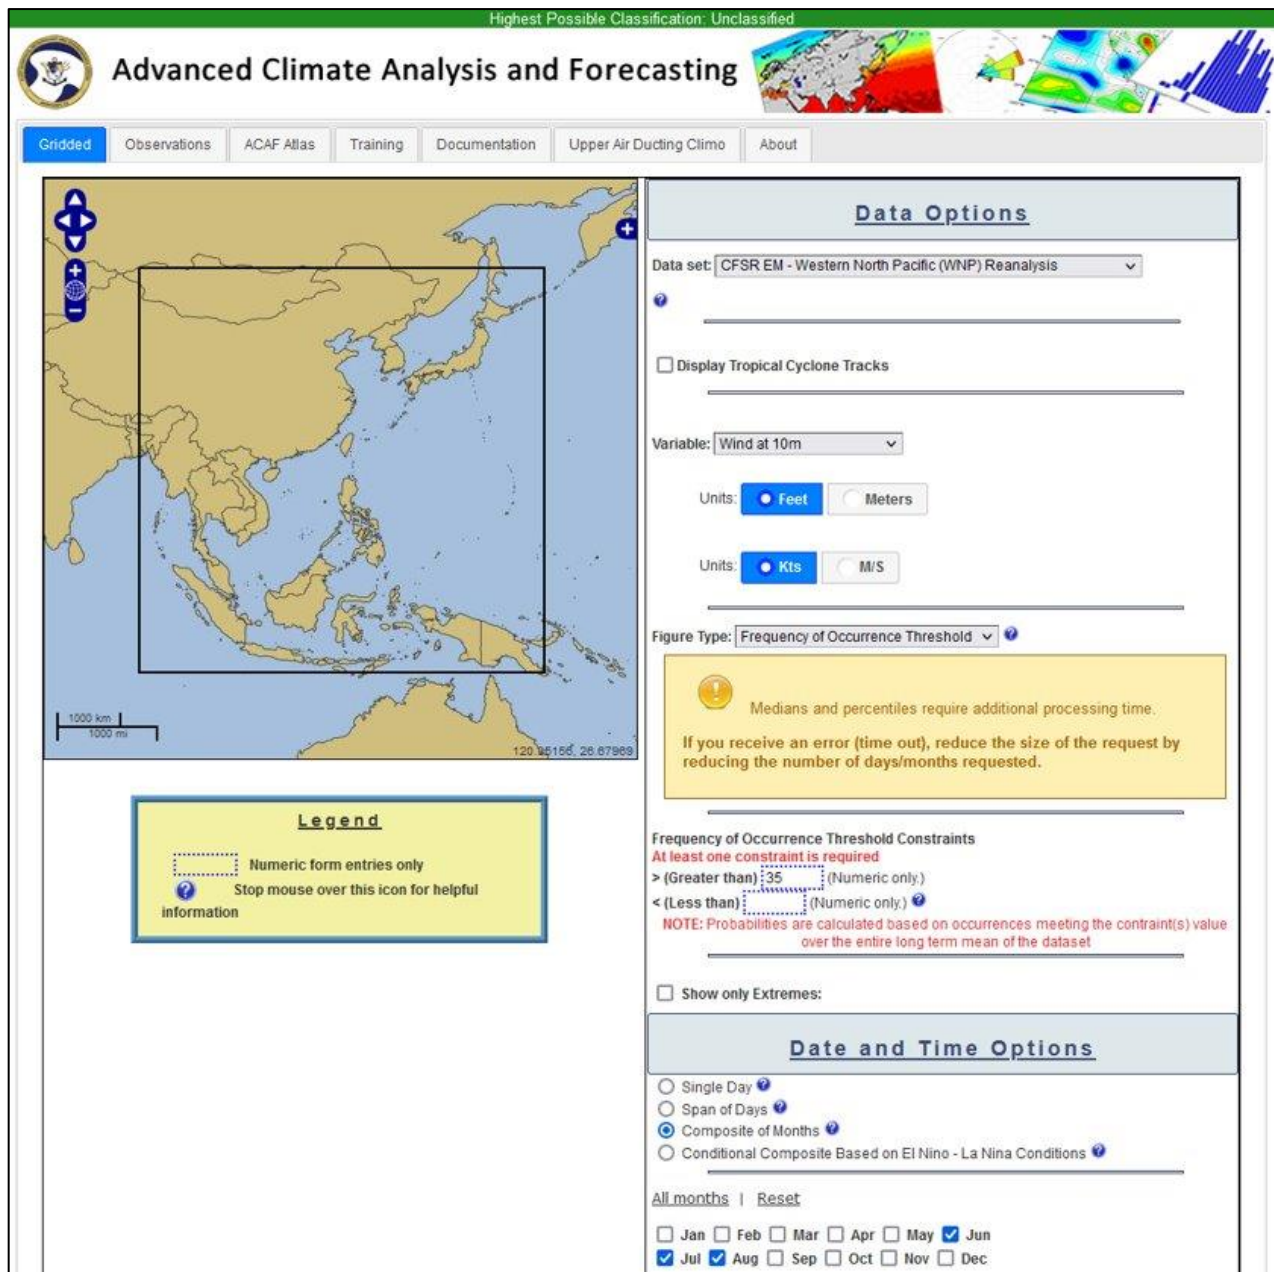 Highest Possible Classification: Unclassified
Advanced Climate Analysis and Forecasting
Gridded
Observations
ACAF Atlas
Training
Documentation
Upper Air Ducting Climo
About
1000 km
1000 mi
Legend
Numeric form entries only
Stop mouse over this icon for helpful
information
Data Options
Data set: CFSR EM - Western North Pacific (WNP) Reanalysis
Display Tropical Cyclone Tracks
Variable: Wind at 10m
Units: Feet Meters
Units: Kts M/S
Figure Type: Frequency of Occurrence Threshold
Medians and percentiles require additional processing time.
If you receive an error (time out), reduce the size of the request by
reducing the number of days/months requested.
Frequency of Occurrence Threshold Constraints
At least one constraint is required
> (Greater than) 35 (Numeric only.)
< (Less than) (Numeric only.)
NOTE: Probabilities are calculated based on occurrences meeting the contraint(s) value
over the entire long term mean of the dataset
Show only Extremes:
Date and Time Options
Single Day
Span of Days
Composite of Months
Conditional Composite Based on El Nino - La Nina Conditions
All months | Reset
Jan Feb Mar Apr May Jun
Jul Aug Sep Oct Nov Dec